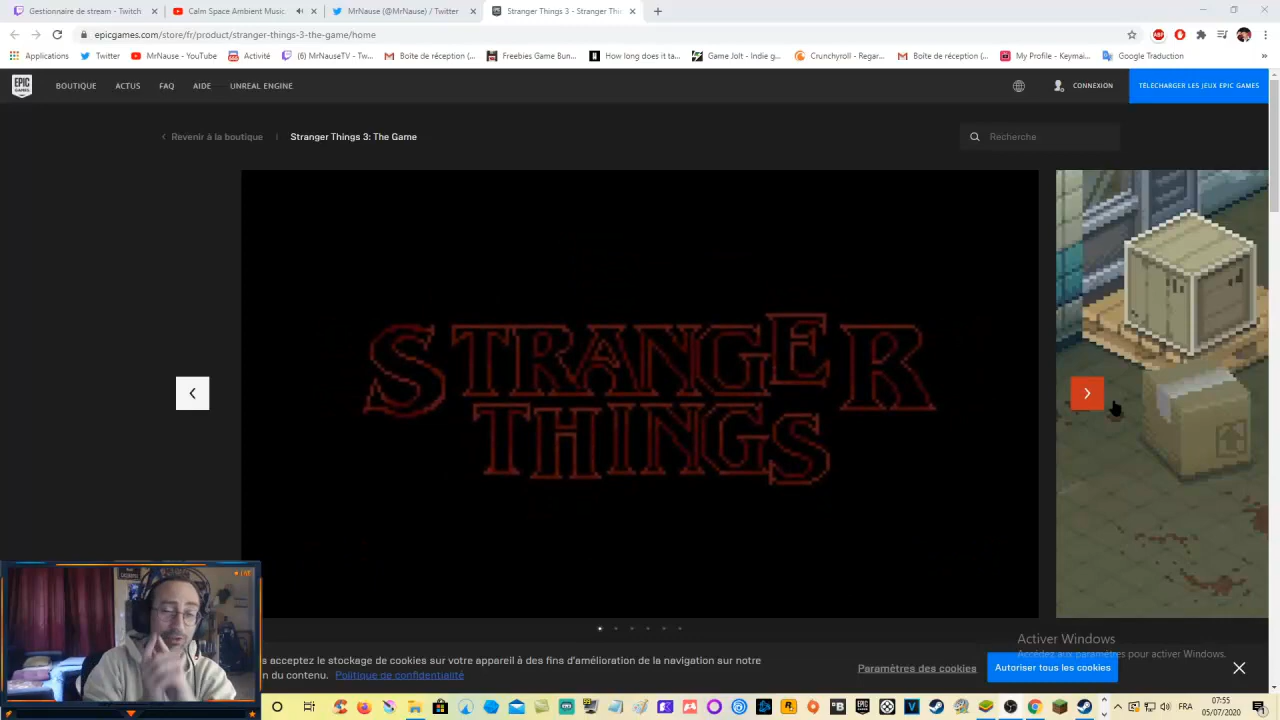 Gestionnaire de stream - Twitch
Calm Space Ambient Music.
MrNause (@MrNause) / Twitter
Stranger Things 3 - Stranger Thi
epicgames.com/store/fr/product/stranger-things-3-the-game/home
Applications
Twitter
MrNause - YouTube
Activité
MrNauseTV - Tw...
Boîte de réception (...
Freebies Game Bun...
How long does it ta...
Game Jolt - Indie g...
Crunchyroll - Regar...
Boîte de réception (...
My Profile - Keymai...
Google Traduction
EPIC GAMES
BOUTIQUE
ACTUS
FAQ
AIDE
UNREAL ENGINE
CONNEXION
TÉLÉCHARGER LES JEUX EPIC GAMES
Revenir à la boutique
Stranger Things 3: The Game
Recherche
STRANGER
THINGS
Activer Windows
Accédez aux paramètres pour activer Windows.
s acceptez le stockage de cookies sur votre appareil à des fins d'amélioration de la navigation sur notre
n du contenu. Politique de confidentialité
Paramètres des cookies
Autoriser tous les cookies
FRA
07:55
05/07/2020